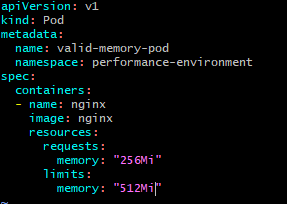 apiVersion: v1
kind: Pod
metadata:
  name: valid-memory-pod
  namespace: performance-environment
spec:
  containers:
  - name: nginx
    image: nginx
    resources:
      requests:
        memory: "256Mi"
      limits:
        memory: "512Mi"
~